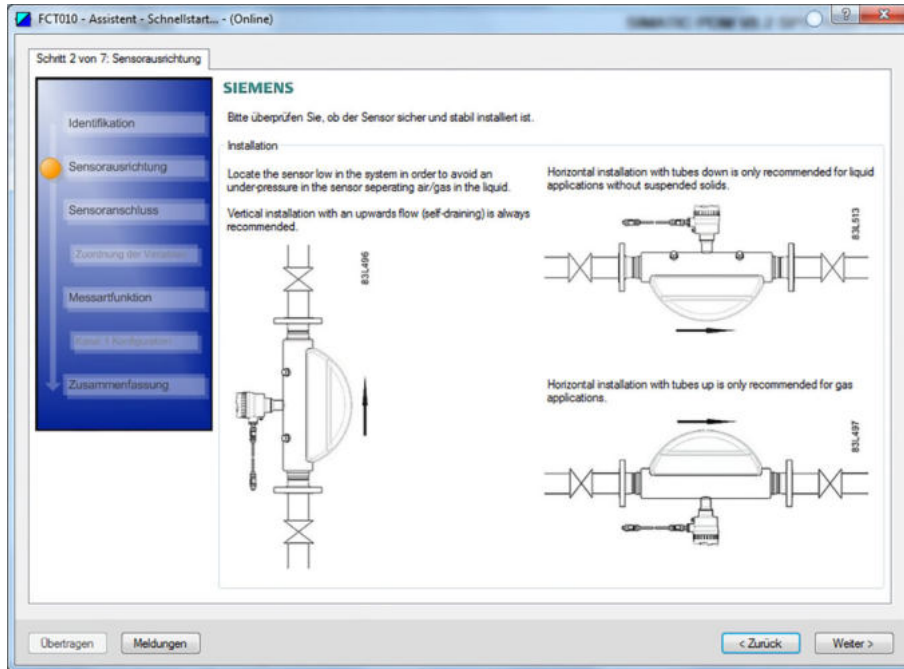 FCT010 - Assistent - Schnellstart... - (Online)
Schritt 2 von 7: Sensorausrichtung
Identifikation
Sensorausrichtung
Sensoranschluss
Zuordnung der
Messartfunktion
Zusammenfassung
SIEMENS
Bitte überprüfen Sie, ob der Sensor sicher und stabil installiert ist.
Installation
Locate the sensor low in the system in order to avoid an
under-pressure in the sensor seperating air/gas in the liquid.
Vertical installation with an upwards flow (self-draining) is always
recommended.
83L496
Horizontal installation with tubes down is only recommended for liquid
applications without suspended solids.
83L513
Horizontal installation with tubes up is only recommended for gas
applications.
83L497
Übertragen
Meldungen
< Zurück
Weiter >